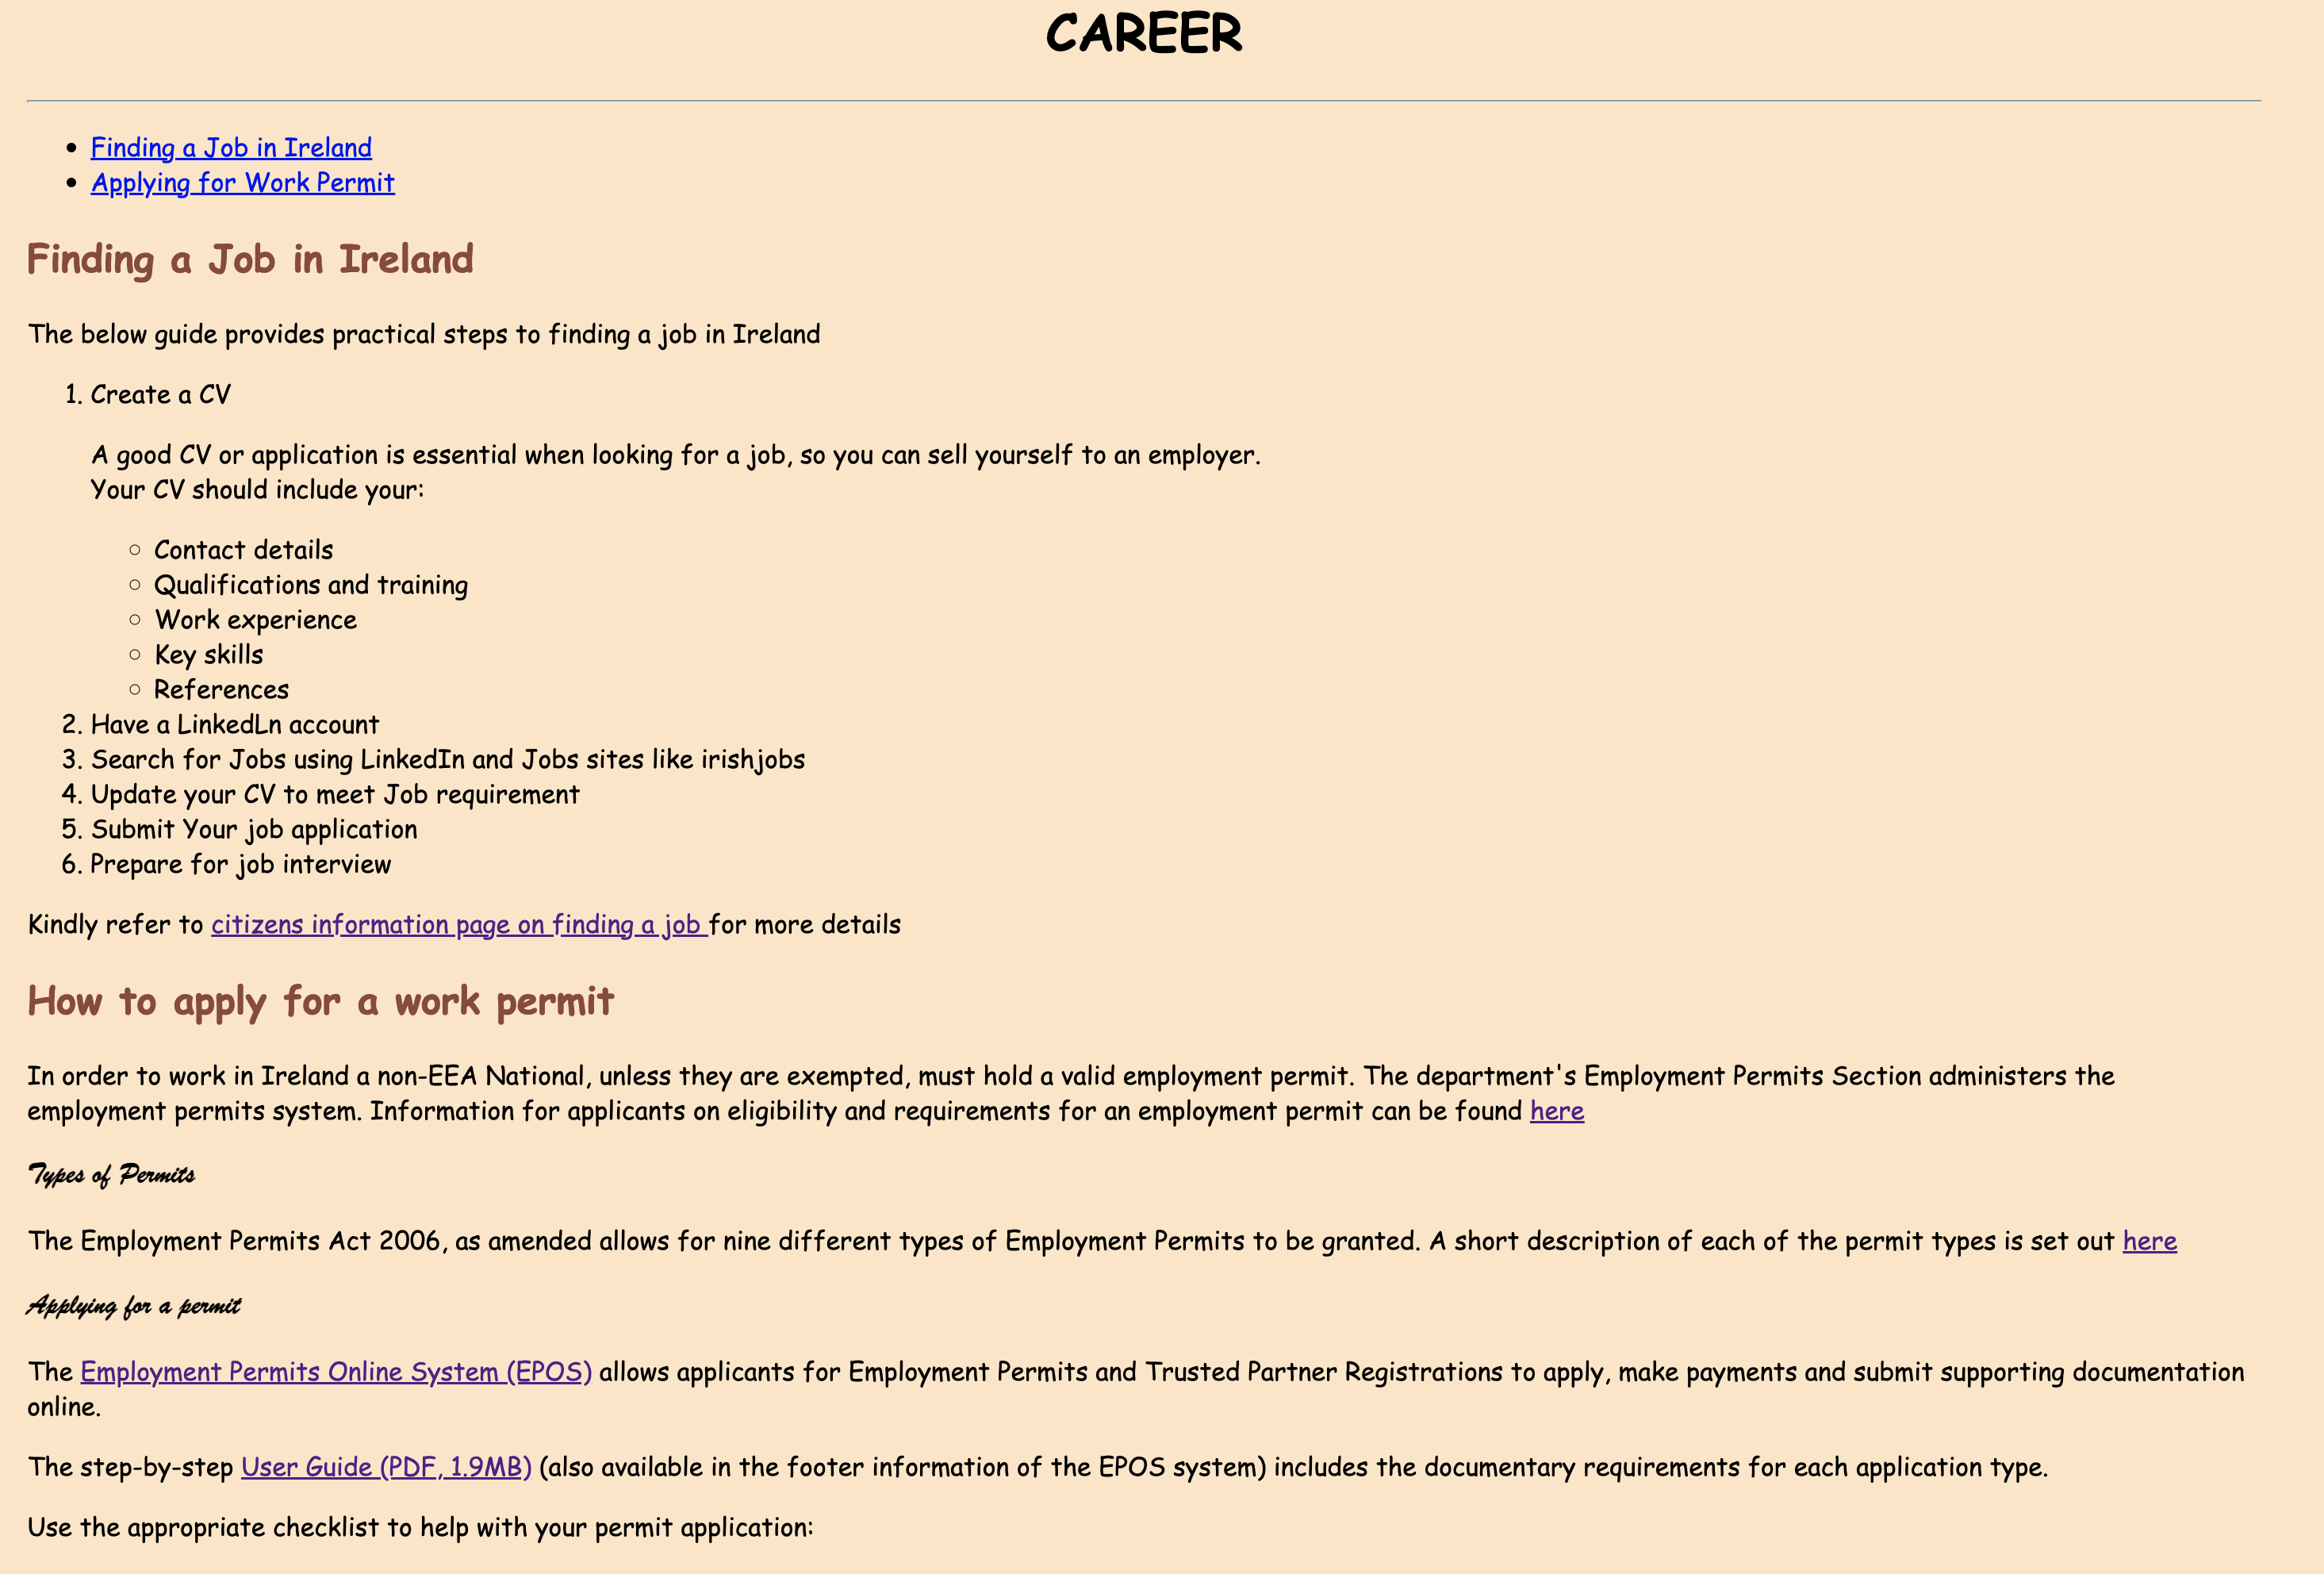 CAREER
Finding a Job in Ireland
Applying for Work Permit
Finding a Job in Ireland
The below guide provides practical steps to finding a job in Ireland
1. Create a CV
A good CV or application is essential when looking for a job, so you can sell yourself to an employer.
Your CV should include your:
Contact details
Qualifications and training
Work experience
Key skills
References
2. Have a LinkedLn account
3. Search for Jobs using LinkedIn and Jobs sites like irishjobs
4. Update your CV to meet Job requirement
5. Submit Your job application
6. Prepare for job interview
Kindly refer to citizens information page on finding a job for more details
How to apply for a work permit
In order to work in Ireland a non-EEA National, unless they are exempted, must hold a valid employment permit. The department's Employment Permits Section administers the
employment permits system. Information for applicants on eligibility and requirements for an employment permit can be found here
Types of Permits
The Employment Permits Act 2006, as amended allows for nine different types of Employment Permits to be granted. A short description of each of the permit types is set out here
Applying for a permit
The Employment Permits Online System (EPOS) allows applicants for Employment Permits and Trusted Partner Registrations to apply, make payments and submit supporting documentation
online.
The step-by-step User Guide (PDF, 1.9MB) (also available in the footer information of the EPOS system) includes the documentary requirements for each application type.
Use the appropriate checklist to help with your permit application: